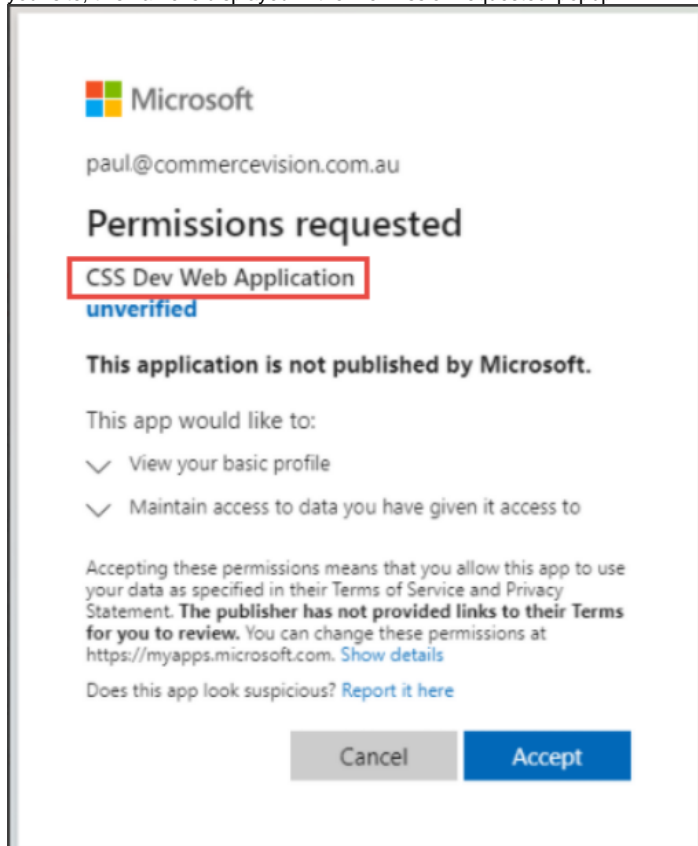 Microsoft
paul@commercevision.com.au
Permissions requested
CSS Dev Web Application
unverified
This application is not published by Microsoft.
This app would like to:
View your basic profile
Maintain access to data you have given it access to
Accepting these permissions means that you allow this app to use
your data as specified in their Terms of Service and Privacy
Statement. The publisher has not provided links to their Terms
for you to review. You can change these permissions at
https://myapps.microsoft.com. Show details
Does this app look suspicious? Report it here
Cancel Accept